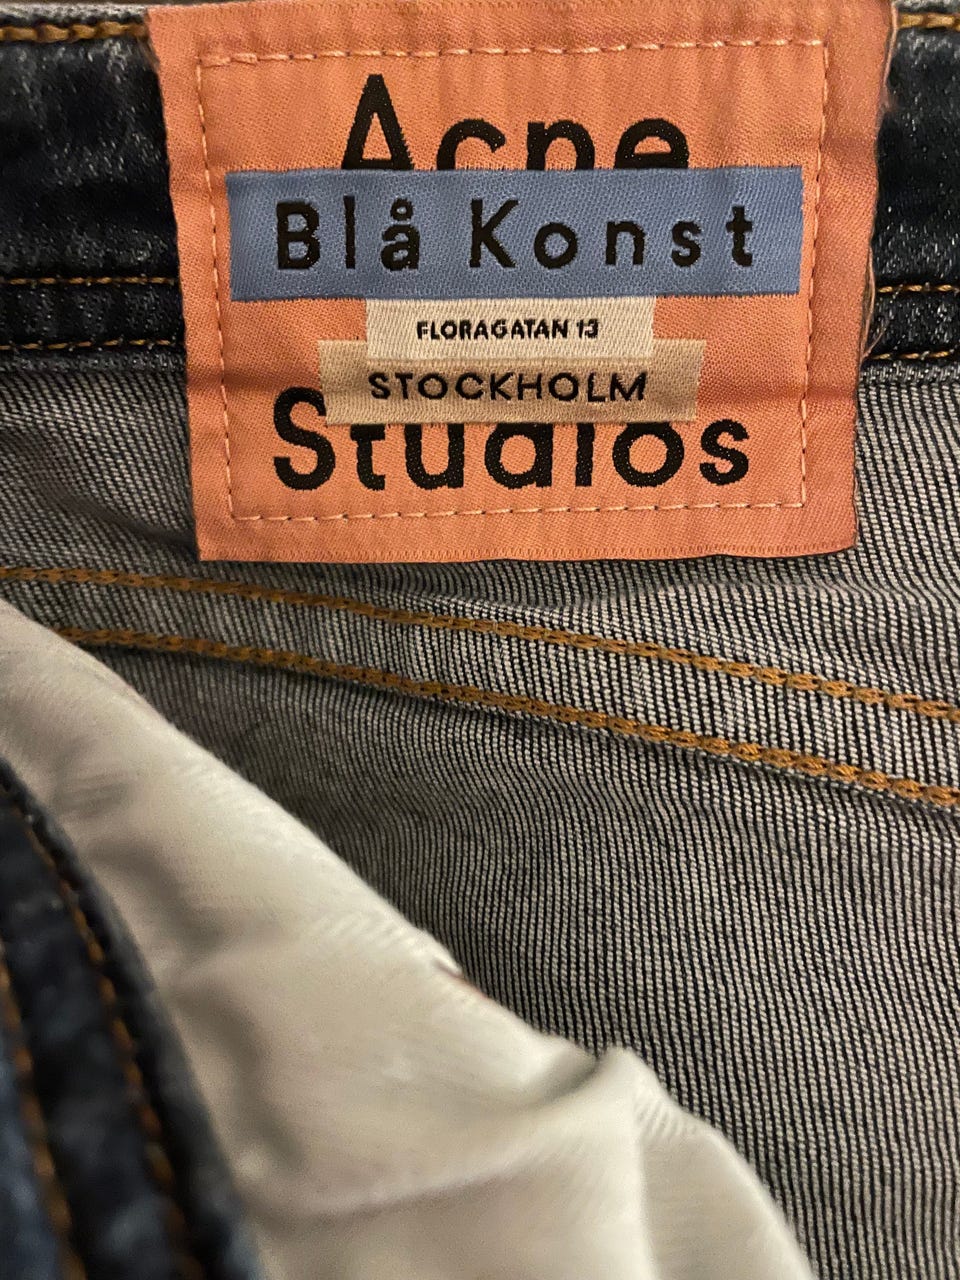 Acne
Blå Konst
FLORAGATAN 13
STOCKHOLM
Studios